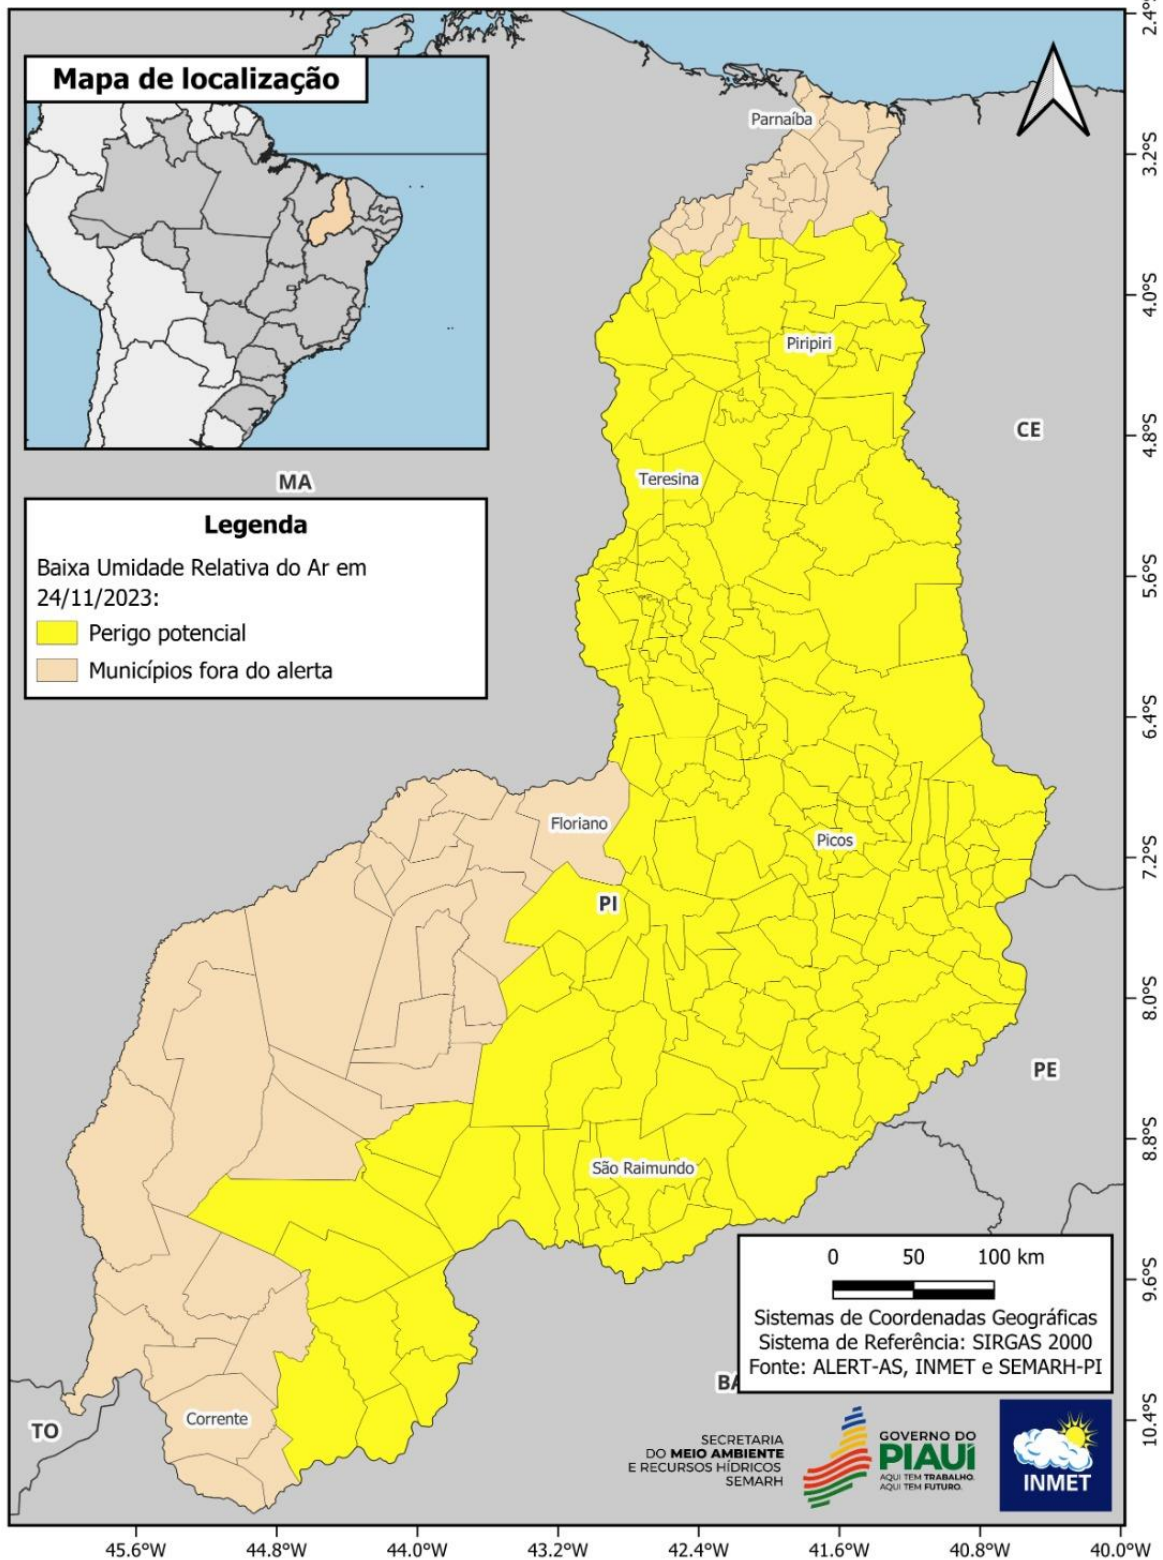 Mapa de localização
Parnaíba
Piripiri
CE
MA
Teresina
Legenda
Baixa Umidade Relativa do Ar em
24/11/2023:
Perigo potencial
Municípios fora do alerta
Floriano
Picos
PI
PE
São Raimundo
0 50 100 km
Sistemas de Coordenadas Geográficas
Sistema de Referência: SIRGAS 2000
Fonte: ALERT-AS, INMET e SEMARH-PI
BA
Corrente
TO
SECRETARIA
DO MEIO AMBIENTE
E RECURSOS HÍDRICOS
SEMARH
GOVERNO DO
PIAUÍ
AQUI TEM TRABALHO.
AQUI TEM FUTURO.
INMET
2.4°S
3.2°S
4.0°S
4.8°S
5.6°S
6.4°S
7.2°S
8.0°S
8.8°S
9.6°S
10.4°S
45.6°W 44.8°W 44.0°W 43.2°W 42.4°W 41.6°W 40.8°W 40.0°W